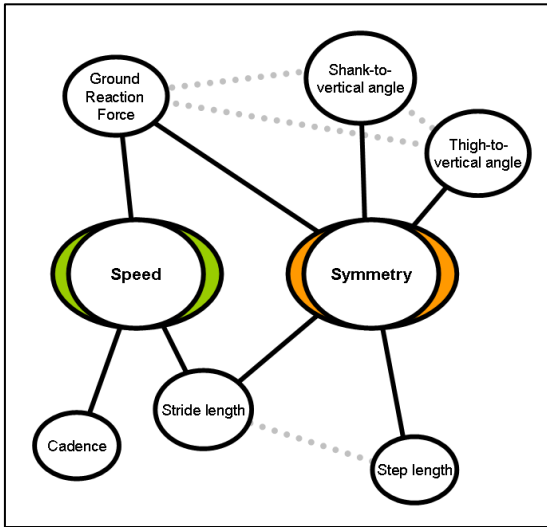 Ground
Reaction
Force
Shank-to-
vertical angle
Thigh-to-
vertical angle
Speed
Symmetry
Stride length
Cadence
Step length